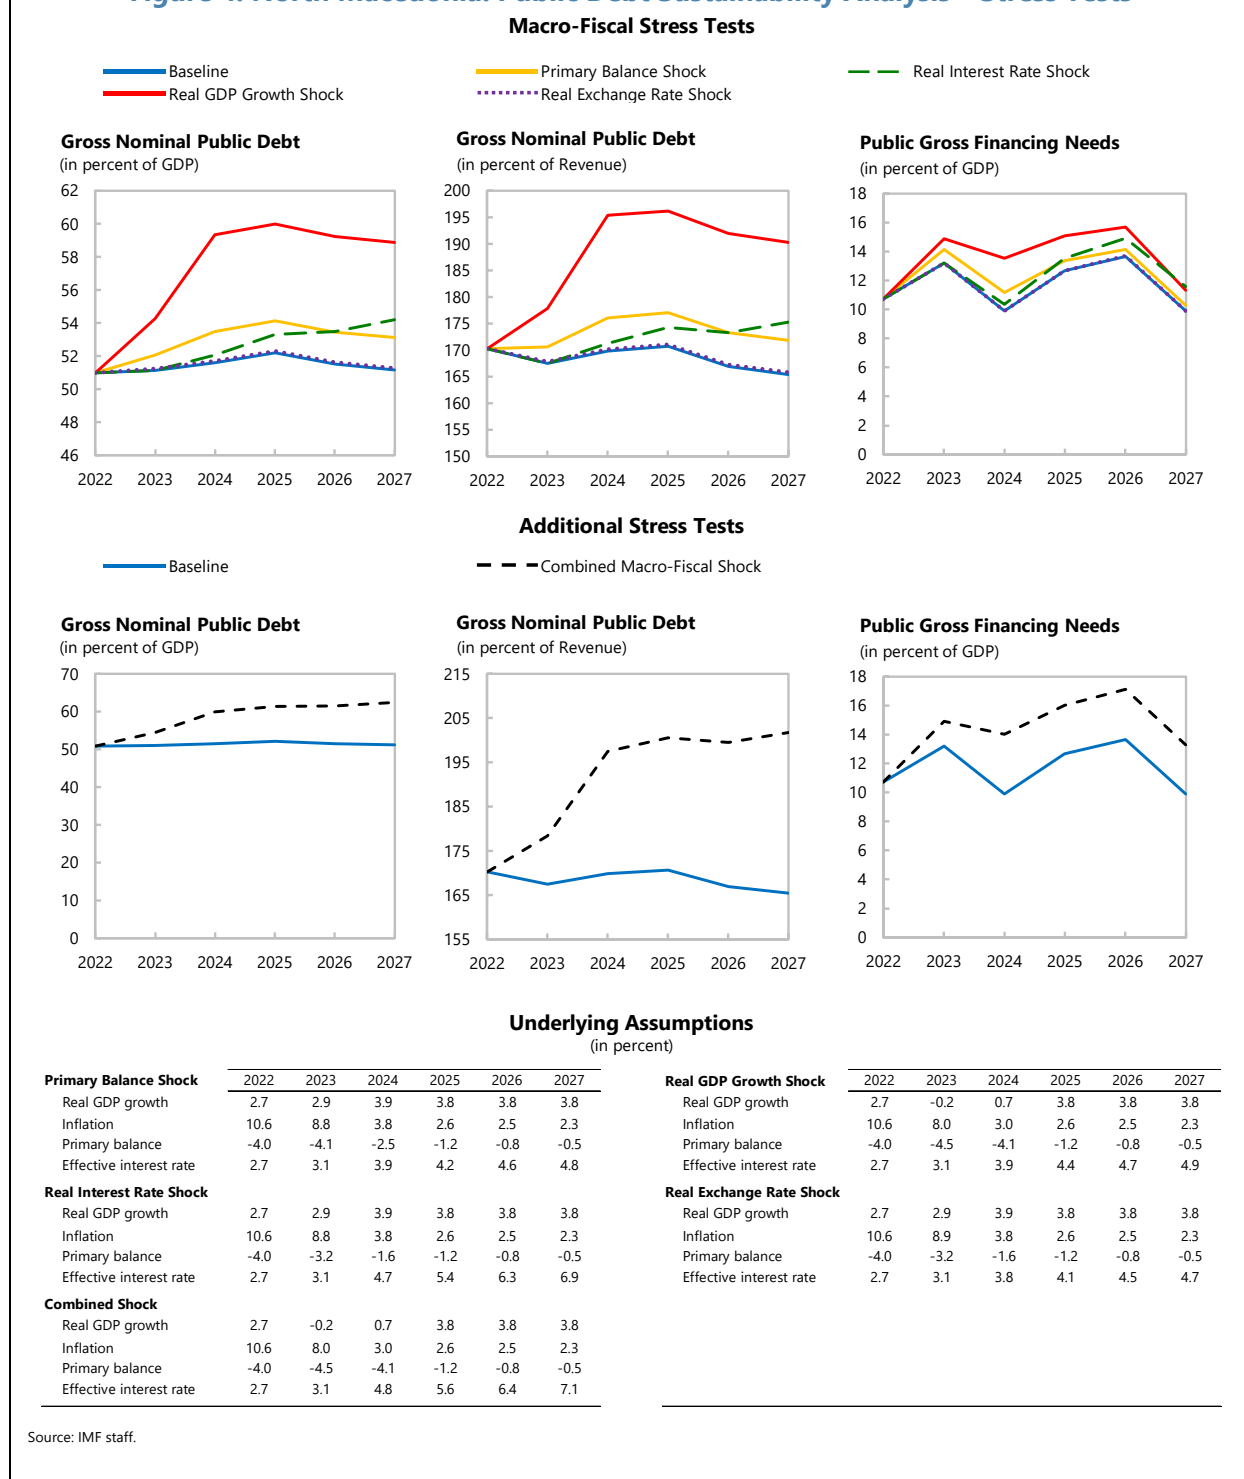 Figure 4. North Macedonia: Public Debt Sustainability Analysis – Stress Tests
Macro-Fiscal Stress Tests
Baseline Primary Balance Shock Real Interest Rate Shock
Real GDP Growth Shock Real Exchange Rate Shock
Gross Nominal Public Debt
(in percent of GDP)
62
60
58
56
54
52
50
48
46
2022 2023 2024 2025 2026 2027
Gross Nominal Public Debt
(in percent of Revenue)
200
195
190
185
180
175
170
165
160
155
150
2022 2023 2024 2025 2026 2027
Public Gross Financing Needs
(in percent of GDP)
18
16
14
12
10
8
6
4
2
0
2022 2023 2024 2025 2026 2027
Additional Stress Tests
Baseline Combined Macro-Fiscal Shock
Gross Nominal Public Debt
(in percent of GDP)
70
60
50
40
30
20
10
0
2022 2023 2024 2025 2026 2027
Gross Nominal Public Debt
(in percent of Revenue)
215
205
195
185
175
165
155
2022 2023 2024 2025 2026 2027
Public Gross Financing Needs
(in percent of GDP)
18
16
14
12
10
8
6
4
2
0
2022 2023 2024 2025 2026 2027
Underlying Assumptions
(in percent)
Primary Balance Shock 2022 2023 2024 2025 2026 2027
Real GDP growth 2.7 2.9 3.9 3.8 3.8 3.8
Inflation 10.6 8.8 3.8 2.6 2.5 2.3
Primary balance -4.0 -4.1 -2.5 -1.2 -0.8 -0.5
Effective interest rate 2.7 3.1 3.9 4.2 4.6 4.8
Real Interest Rate Shock
Real GDP growth 2.7 2.9 3.9 3.8 3.8 3.8
Inflation 10.6 8.8 3.8 2.6 2.5 2.3
Primary balance -4.0 -3.2 -1.6 -1.2 -0.8 -0.5
Effective interest rate 2.7 3.1 4.7 5.4 6.3 6.9
Combined Shock
Real GDP growth 2.7 -0.2 0.7 3.8 3.8 3.8
Inflation 10.6 8.0 3.0 2.6 2.5 2.3
Primary balance -4.0 -4.5 -4.1 -1.2 -0.8 -0.5
Effective interest rate 2.7 3.1 4.8 5.6 6.4 7.1
Real GDP Growth Shock 2022 2023 2024 2025 2026 2027
Real GDP growth 2.7 -0.2 0.7 3.8 3.8 3.8
Inflation 10.6 8.0 3.0 2.6 2.5 2.3
Primary balance -4.0 -4.5 -4.1 -1.2 -0.8 -0.5
Effective interest rate 2.7 3.1 3.9 4.4 4.7 4.9
Real Exchange Rate Shock
Real GDP growth 2.7 2.9 3.9 3.8 3.8 3.8
Inflation 10.6 8.9 3.8 2.6 2.5 2.3
Primary balance -4.0 -3.2 -1.6 -1.2 -0.8 -0.5
Effective interest rate 2.7 3.1 3.8 4.1 4.5 4.7
Source: IMF staff.